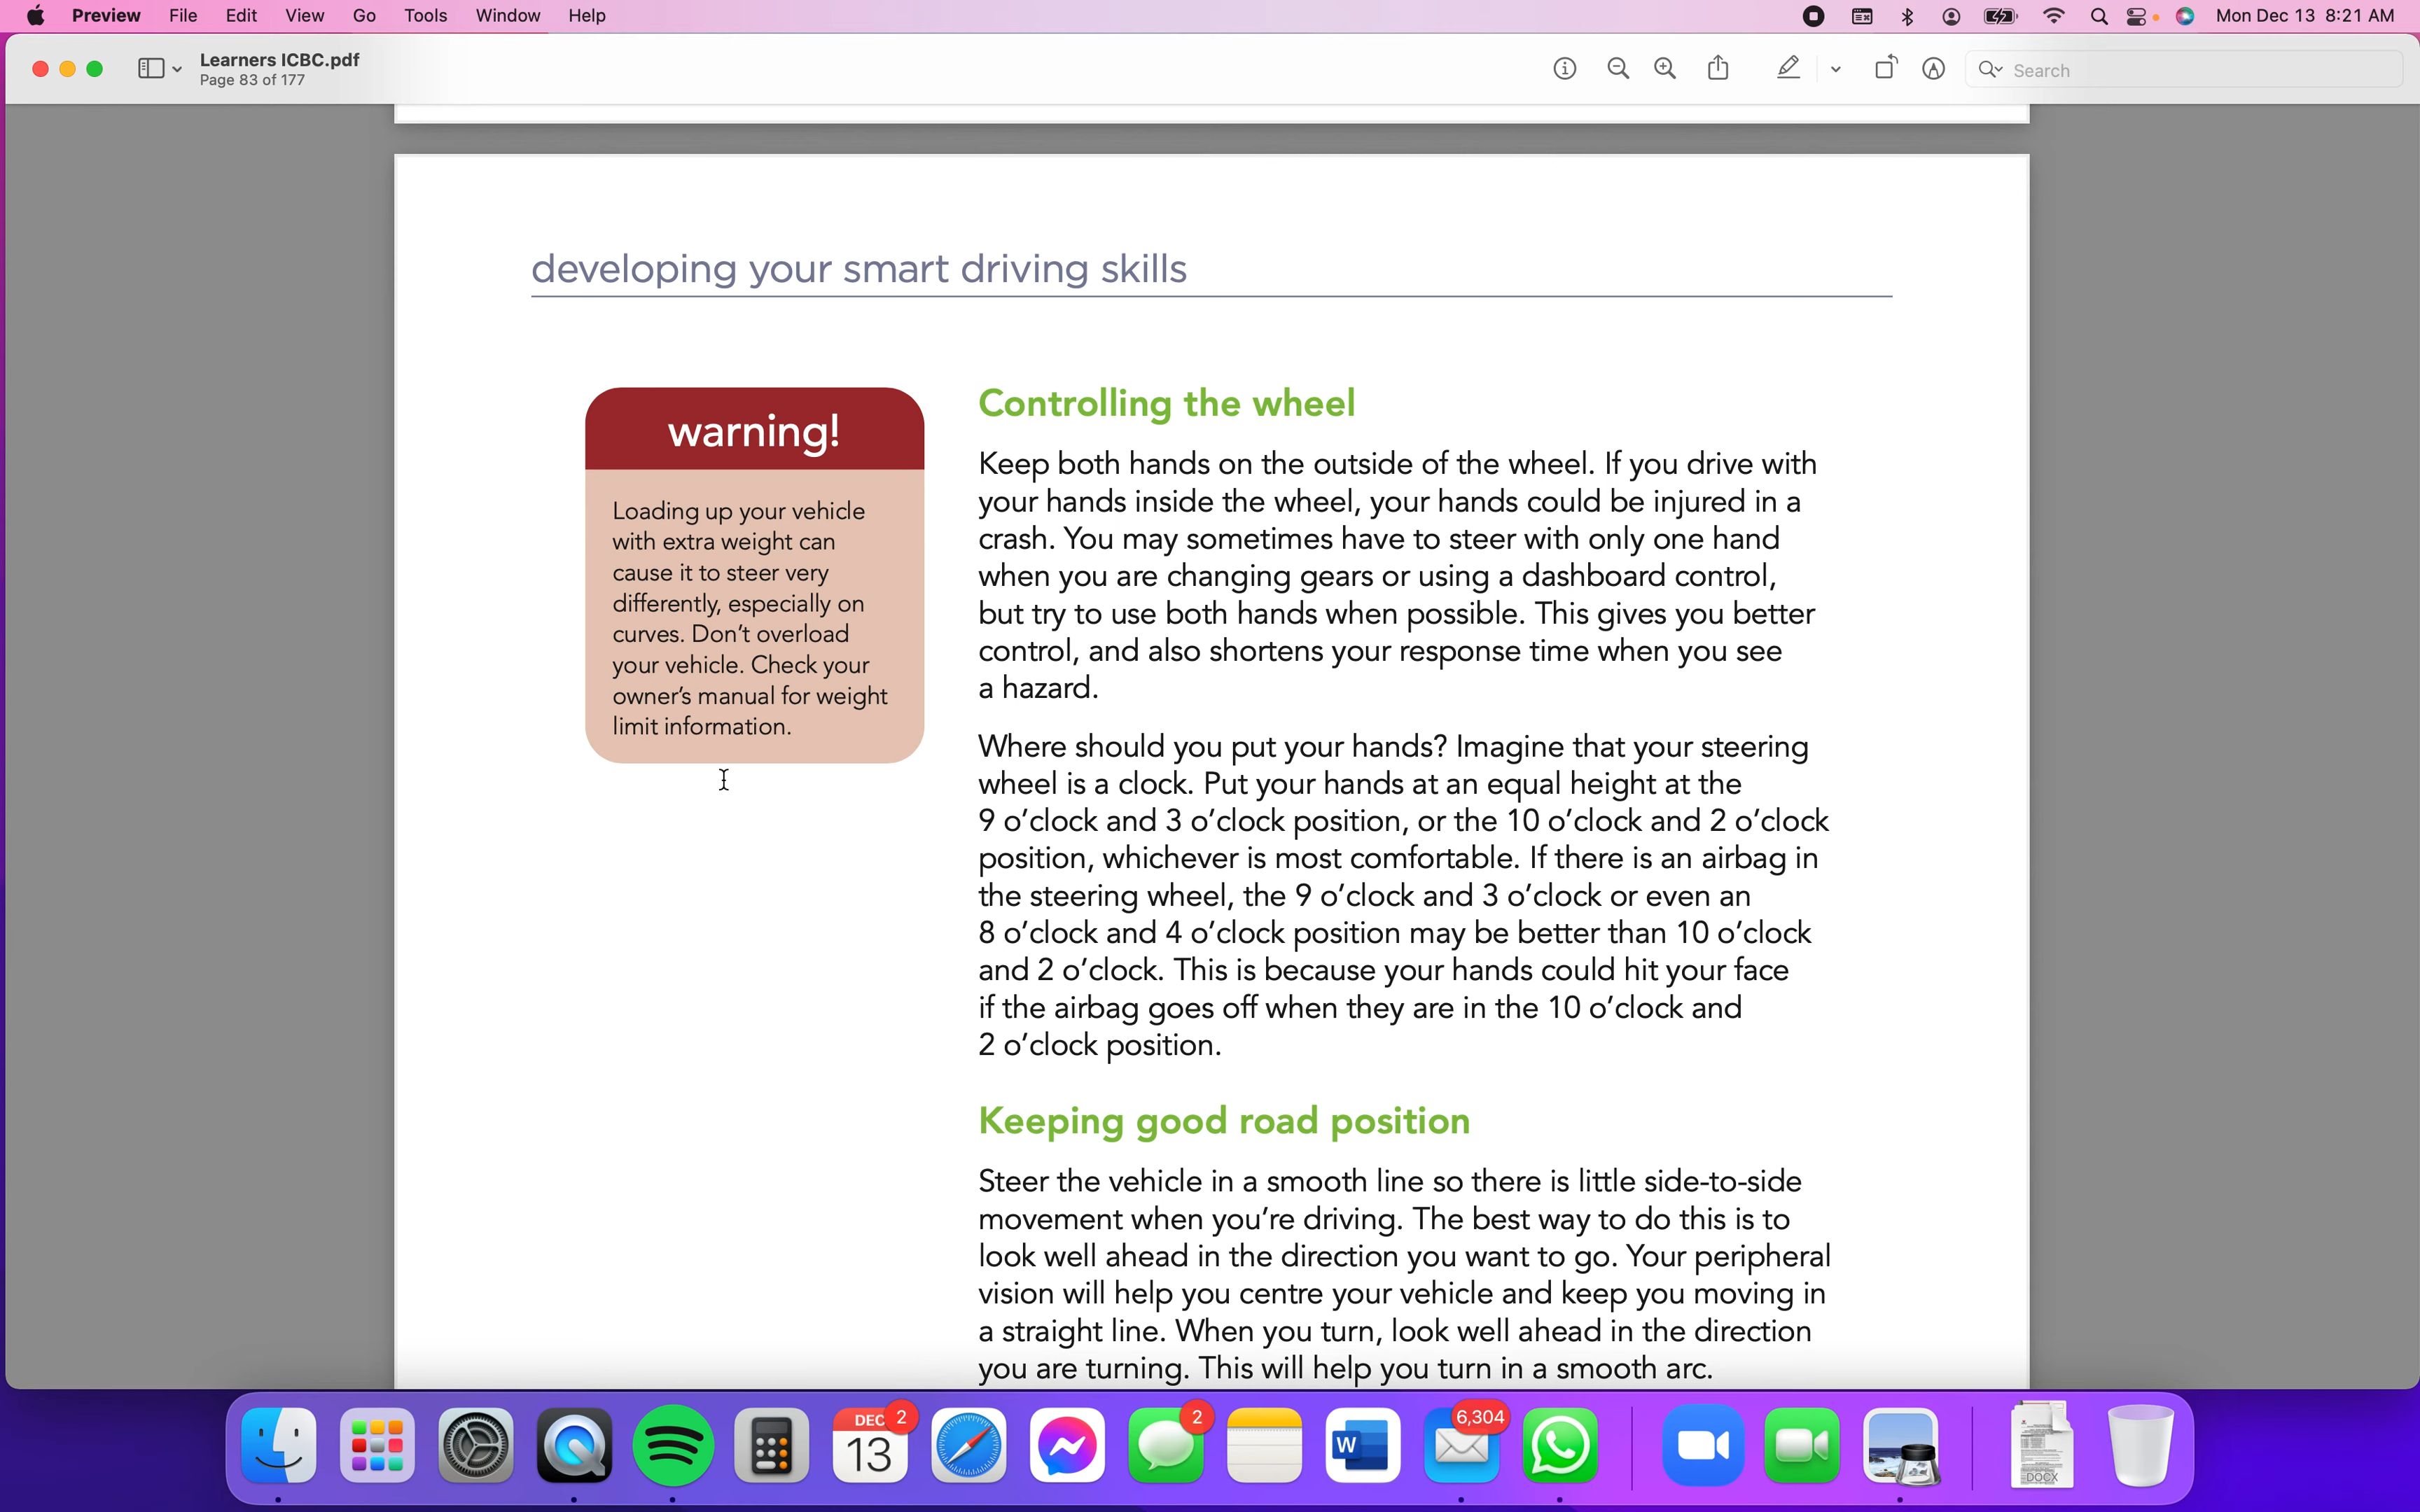 Preview File Edit View Go Tools Window Help Mon Dec 13 8:21 AM
Learners ICBC.pdf
Page 83 of 177
Search
developing your smart driving skills
warning!
Loading up your vehicle
with extra weight can
cause it to steer very
differently, especially on
curves. Don't overload
your vehicle. Check your
owner's manual for weight
limit information.
Controlling the wheel
Keep both hands on the outside of the wheel. If you drive with
your hands inside the wheel, your hands could be injured in a
crash. You may sometimes have to steer with only one hand
when you are changing gears or using a dashboard control,
but try to use both hands when possible. This gives you better
control, and also shortens your response time when you see
a hazard.
Where should you put your hands? Imagine that your steering
wheel is a clock. Put your hands at an equal height at the
9 o'clock and 3 o'clock position, or the 10 o'clock and 2 o'clock
position, whichever is most comfortable. If there is an airbag in
the steering wheel, the 9 o'clock and 3 o'clock or even an
8 o'clock and 4 o'clock position may be better than 10 o'clock
and 2 o'clock. This is because your hands could hit your face
if the airbag goes off when they are in the 10 o'clock and
2 o'clock position.
Keeping good road position
Steer the vehicle in a smooth line so there is little side-to-side
movement when you're driving. The best way to do this is to
look well ahead in the direction you want to go. Your peripheral
vision will help you centre your vehicle and keep you moving in
a straight line. When you turn, look well ahead in the direction
you are turning. This will help you turn in a smooth arc.
DEC 2
13
2
W
6,304
DOCX